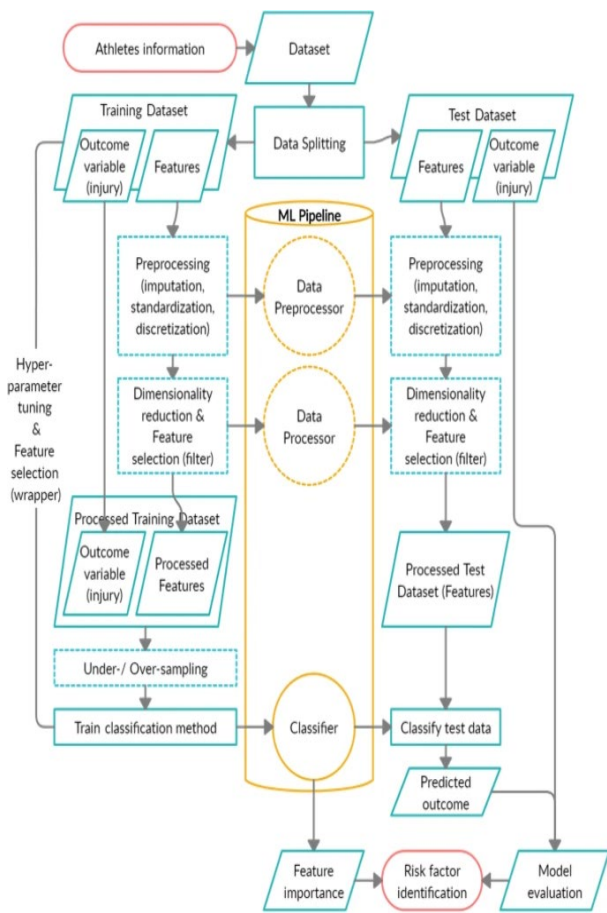 Athletes information
Dataset
Training Dataset
Outcome
variable
(injury)
Features
Data Splitting
Test Dataset
Features
Outcome
variable
(injury)
ML Pipeline
Preprocessing
(imputation,
standardization,
discretization)
Data
Preprocessor
Preprocessing
(imputation,
standardization,
discretization)
Hyper-
parameter
tuning
&
Feature
selection
(wrapper)
Dimensionality
reduction &
Feature
selection (filter)
Data
Processor
Dimensionality
reduction &
Feature
selection (filter)
Processed Training Dataset
Outcome
variable
(injury)
Processed
Features
Processed Test
Dataset (Features)
Under-/ Over-sampling
Train classification method
Classifier
Classify test data
Predicted
outcome
Feature
importance
Risk factor
identification
Model
evaluation